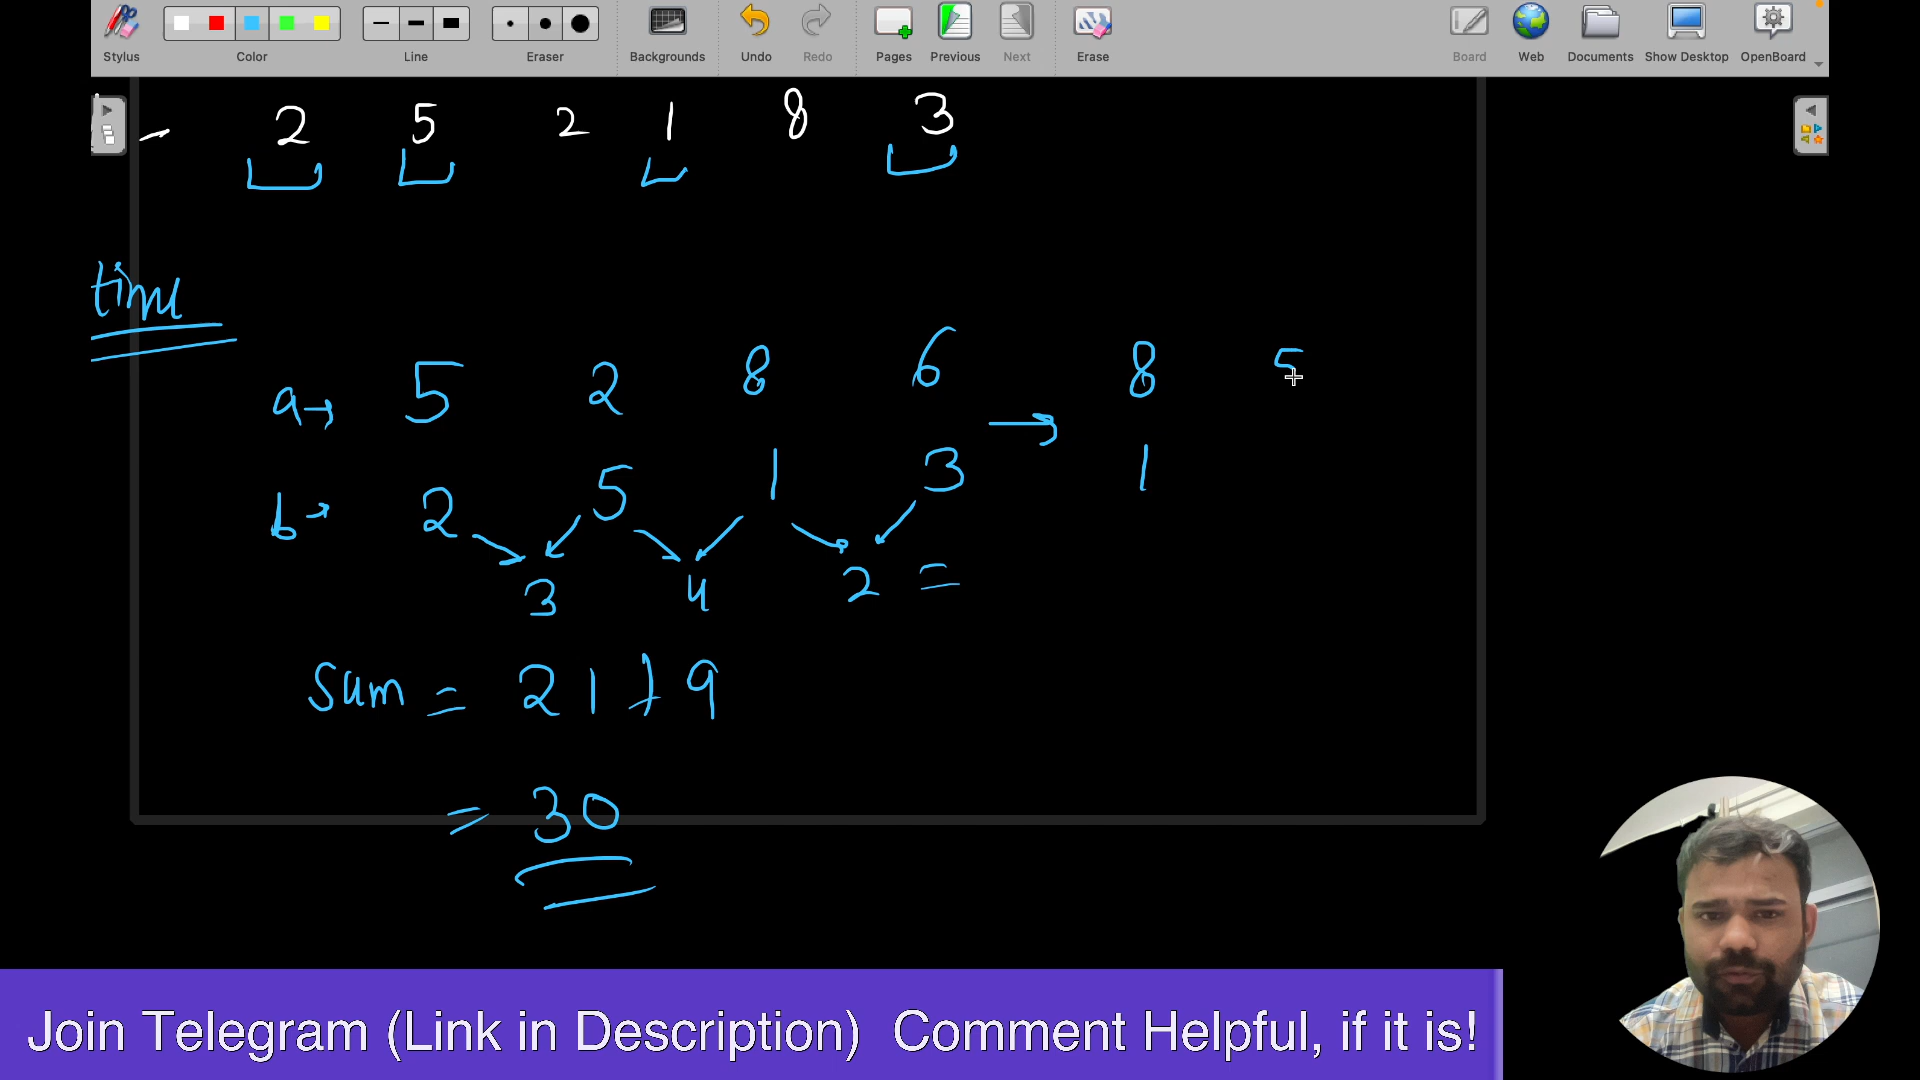 Stylus Color Line Eraser Backgrounds Undo Redo Pages Previous Next Erase Board Web Documents Show Desktop OpenBoard
- 2 5 2 1 8 3
time
a→ 5 2 8 6 → 8 5
b→ 2 5 1 3 1
3 4 2 =
Sum = 21 + 9
= 30
Join Telegram (Link in Description) Comment Helpful, if it is!